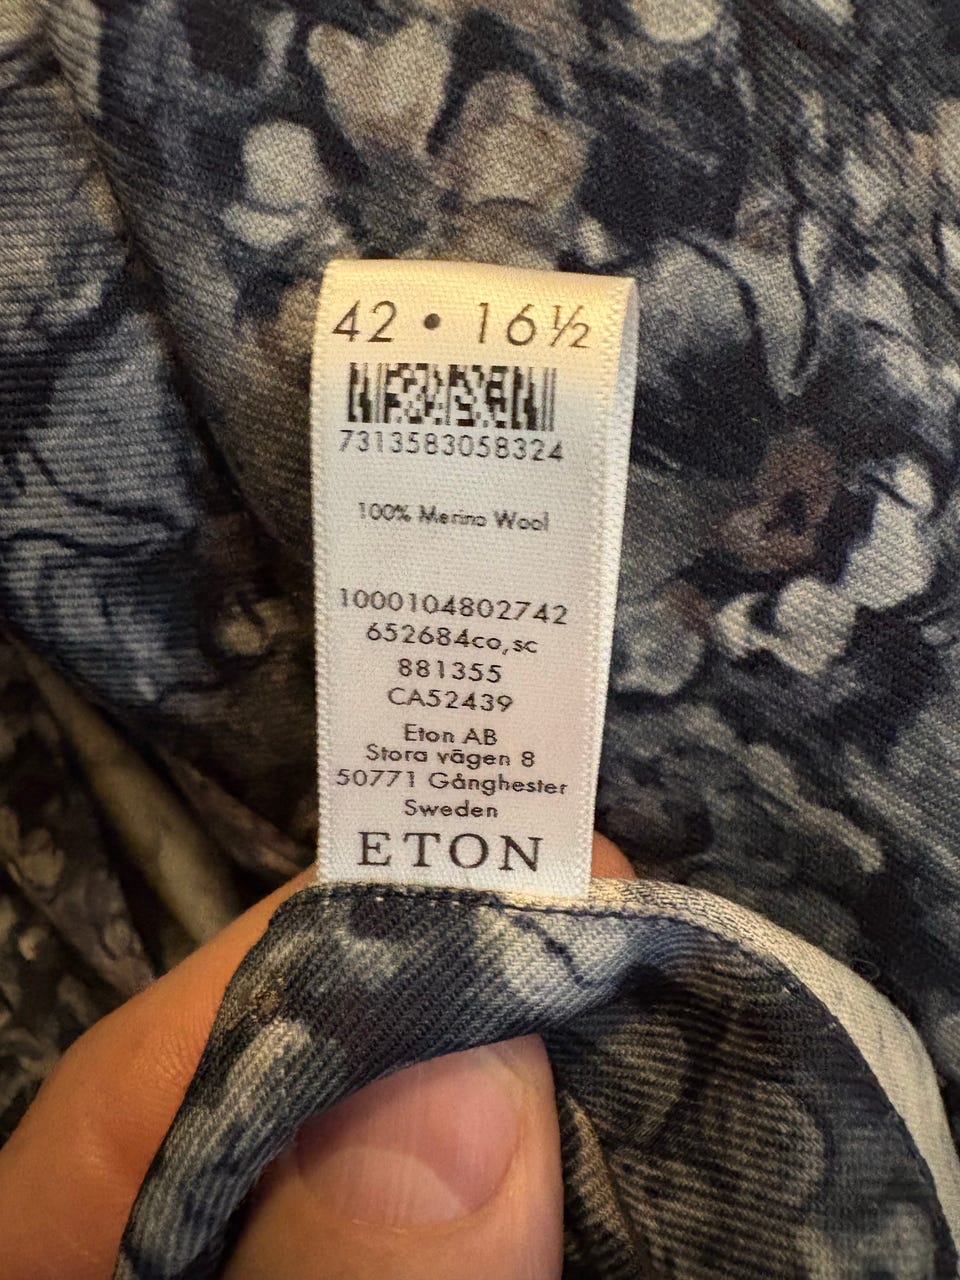 42 • 16½
7313583058324
100% Merino Wool
1000104802742
652684co,sc
881355
CA52439
Eton AB
Stora vägen 8
50771 Gånghester
Sweden
ETON